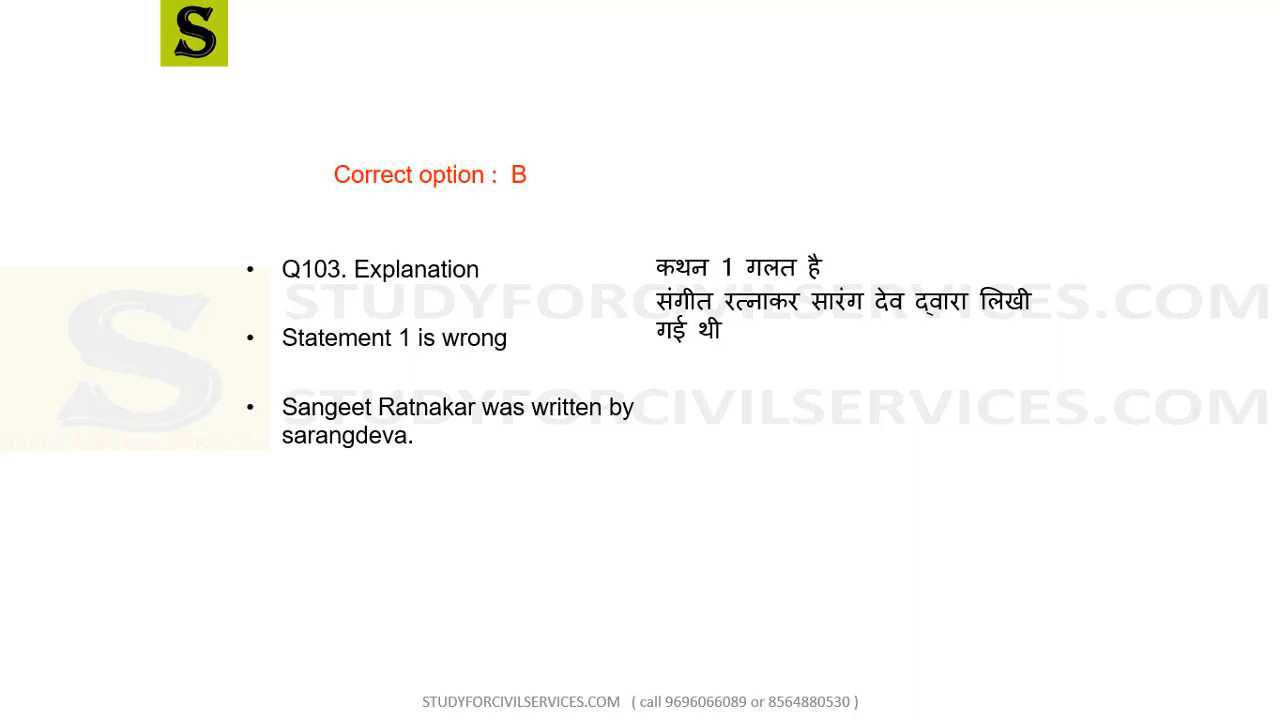 S
Correct option : B
• Q103. Explanation
• Statement 1 is wrong
• Sangeet Ratnakar was written by
sarangdeva.
कथन 1 गलत है
संगीत रत्नाकर सारंग देव द्वारा लिखी
गई थी
STUDYFORCIVILSERVICES.COM
STUDYFORCIVILSERVICES.COM
S
STUDYFORCIVILSERVICES.COM ( call 9696066089 or 8564880530 )